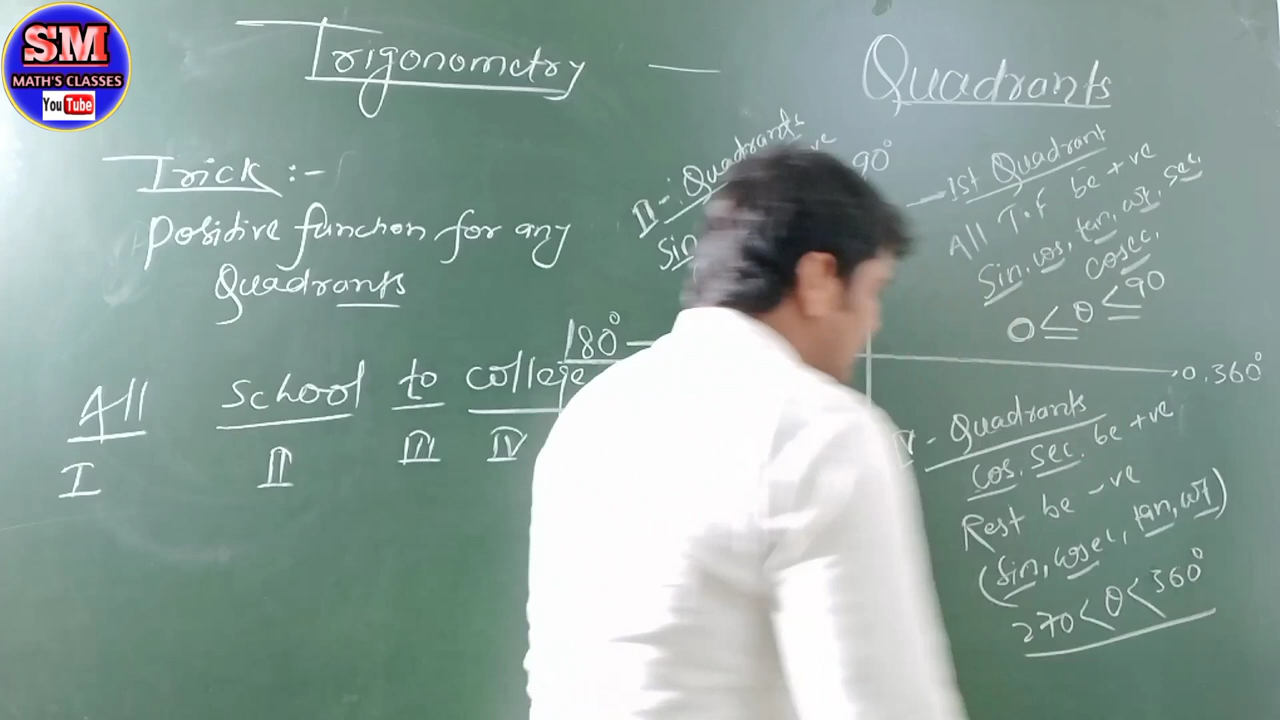 SM
MATH'S CLASSES
YouTube
Trigonometry — Quadrants
Trick :-
Positive function for any
Quadrants
All School to college
I II III IV
II -: Quadrants
Sin
90°
1st Quadrant
All T.f be +ve
Sin, cos, tan, cot, sec,
cosec.
0 ≤ θ ≤ 90
180°
0.360°
IV - Quadrants
cos. sec. be +ve
Rest be -ve
(Sin, cosec, tan, cot)
270 < θ < 360°